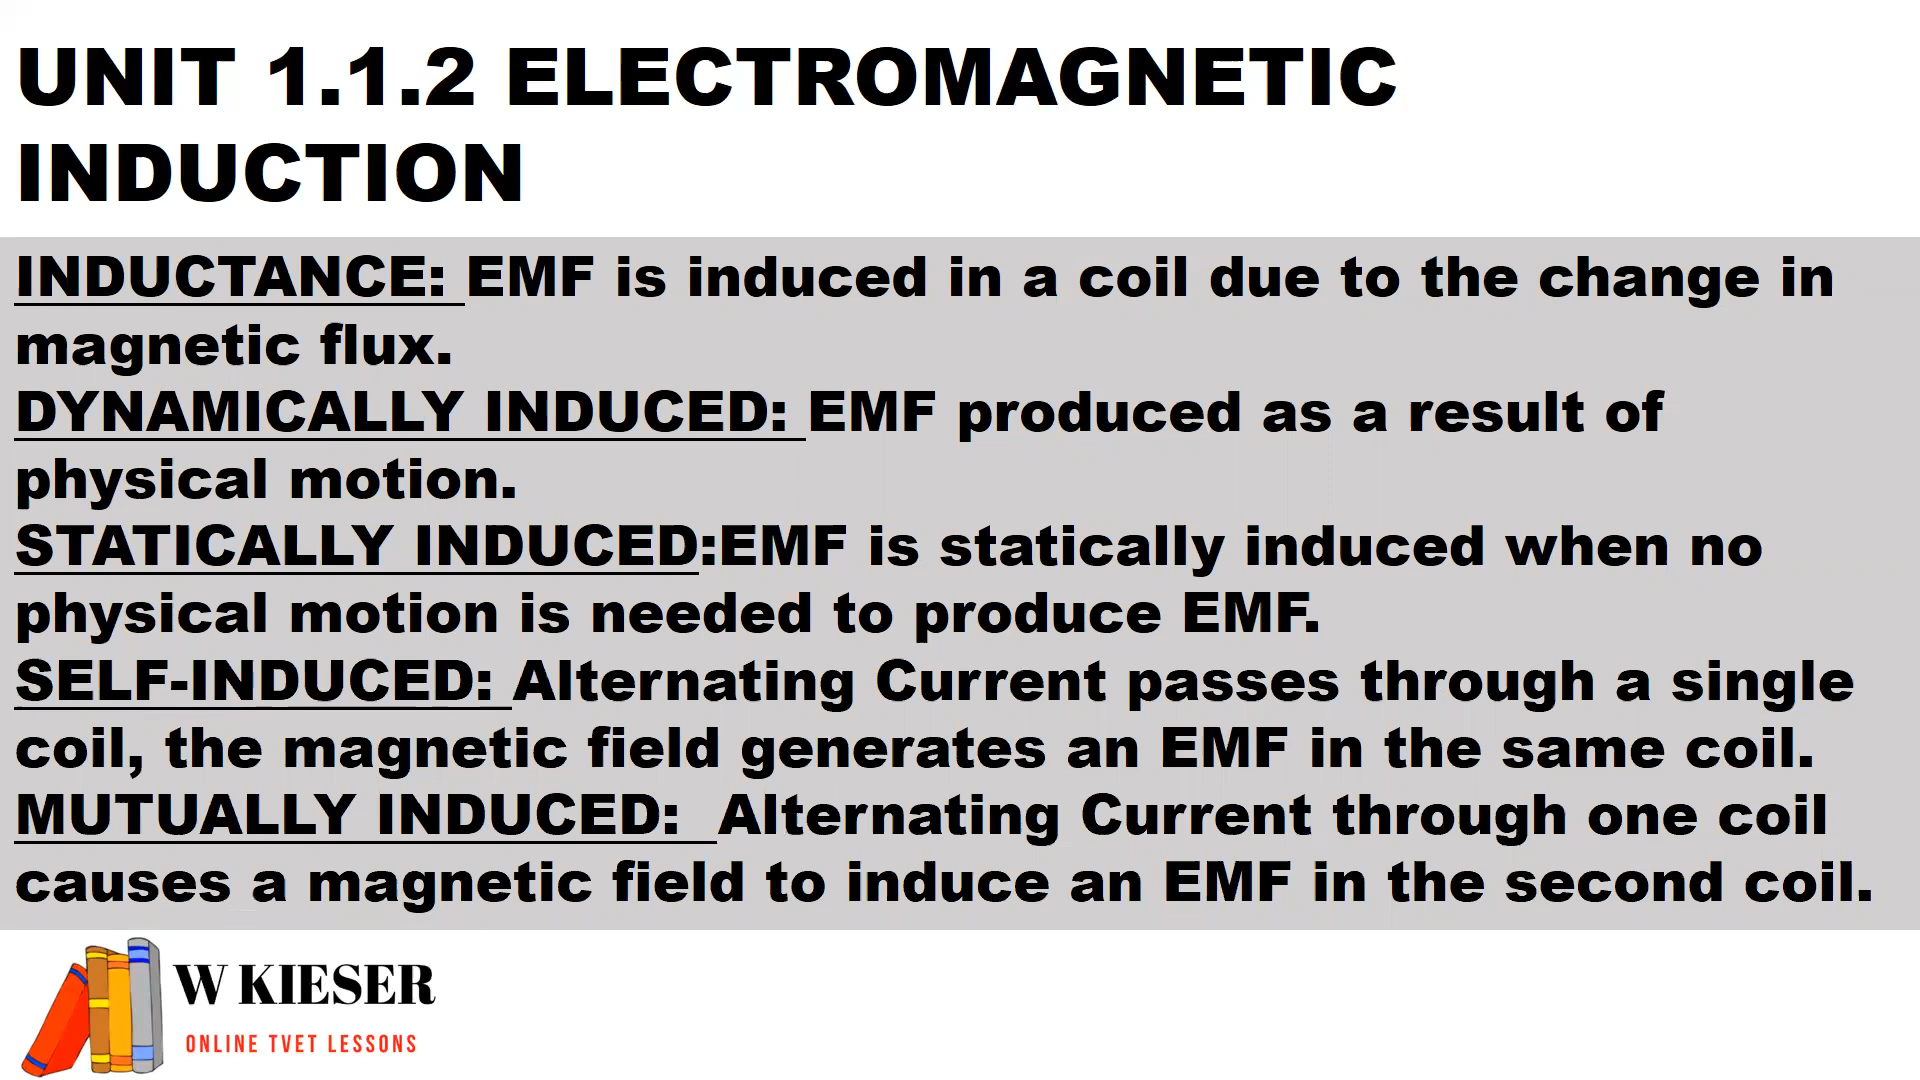 UNIT 1.1.2 ELECTROMAGNETIC
INDUCTION
INDUCTANCE: EMF is induced in a coil due to the change in
magnetic flux.
DYNAMICALLY INDUCED: EMF produced as a result of
physical motion.
STATICALLY INDUCED:EMF is statically induced when no
physical motion is needed to produce EMF.
SELF-INDUCED: Alternating Current passes through a single
coil, the magnetic field generates an EMF in the same coil.
MUTUALLY INDUCED:  Alternating Current through one coil
causes a magnetic field to induce an EMF in the second coil.
W KIESER
ONLINE TVET LESSONS